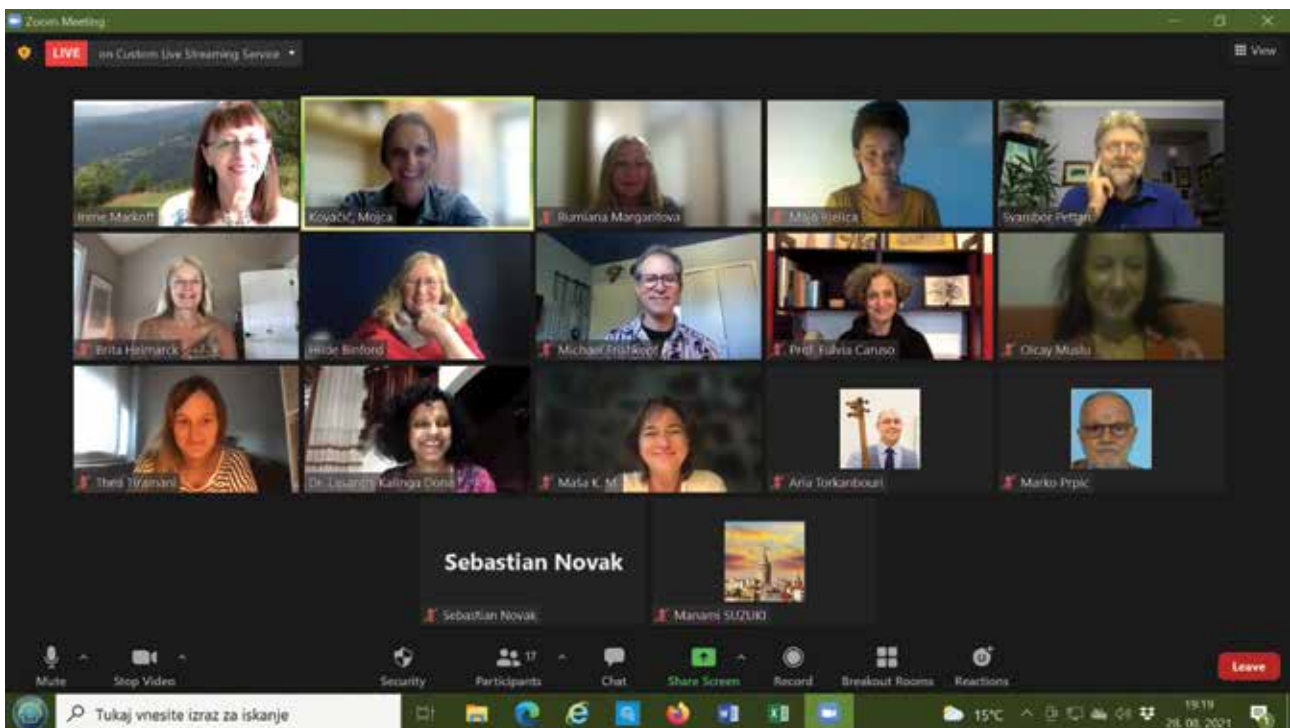 Zoom Meeting
LIVE on Custom Live Streaming Service
View
Irene Markoff
Kovačič, Mojca
Rumiana Margaritova
Maja Bjelica
Svanibor Pettan
Brita Heimarck
Hilde Binford
Michael Frishkopf
Prof. Fulvia Caruso
Olcay Muslu
Thea Tiramani
Dr. Lasanthi Kalinga Dona
Maša K. M.
Aria Torkanbouri
Marko Prpić
Sebastian Novak
Sebastian Novak
Manami SUZUKI
Mute
Stop Video
Security
17
Participants
Chat
Share Screen
Record
Breakout Rooms
Reactions
Leave
Tukaj vnesite izraz za iskanje
15°C
19:19
28. 08. 2021